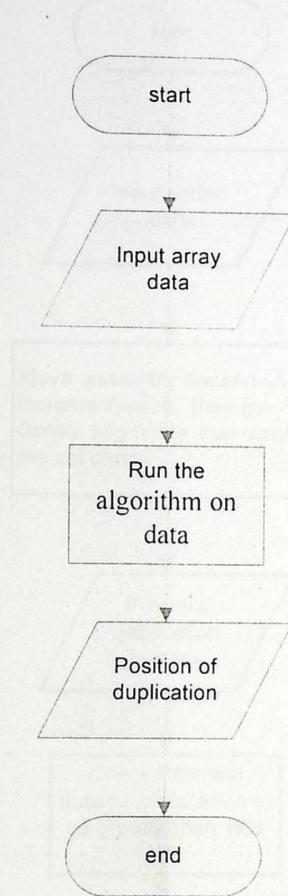 start
Input array
data
Run the
algorithm on
data
Position of
duplication
end